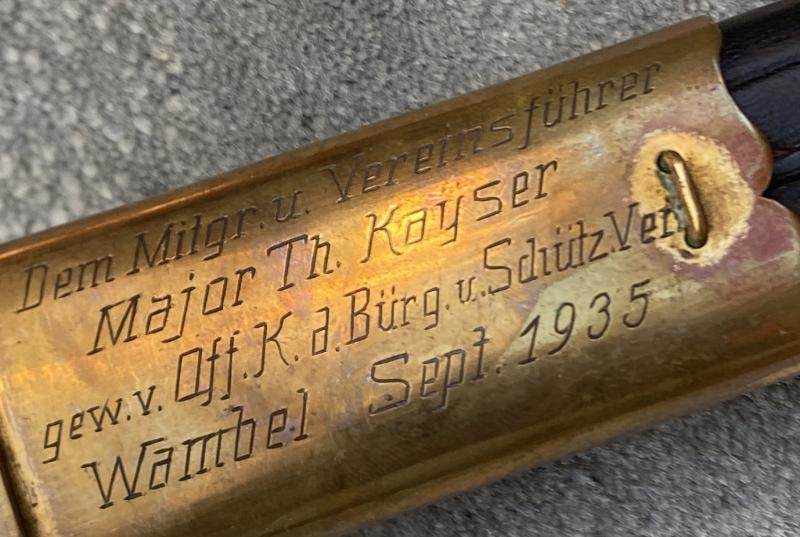 Dem Mitgr. u. Vereinsführer
Major Th. Kayser
gew. v. Off. K. d. Bürg. u. Schütz. Ver.
Wambel Sept. 1935